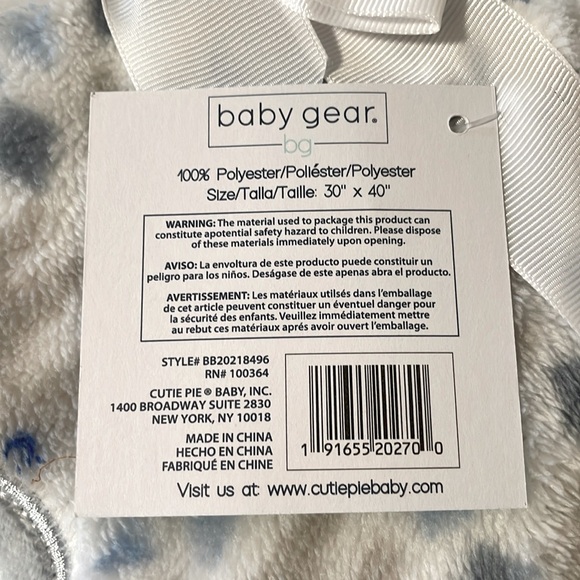 baby gear.
bg
100% Polyester/Poliéster/Polyester
Size/Talla/Taille: 30" x 40"
WARNING: The material used to package this product can
constitute apotential safety hazard to children. Please dispose
of these materials immediately upon opening.
AVISO: La envoltura de este producto puede constituir un
peligro para los niños. Deságase de este apenas abra el producto.
AVERTISSEMENT: Les matériaux utilsés dans l'emballage
de cet article peuvent constituer un éventuel danger pour
la sécurité des enfants. Veuillez immédiatement mettre
au rebut ces matériaux aprés avoir ouvert l'emballage.
STYLE# BB20218496
RN# 100364
CUTIE PIE® BABY, INC.
1400 BROADWAY SUITE 2830
NEW YORK, NY 10018
MADE IN CHINA
HECHO EN CHINA
FABRIQUÉ EN CHINE
1 91655 20270 0
Visit us at: www.cutiepiebaby.com